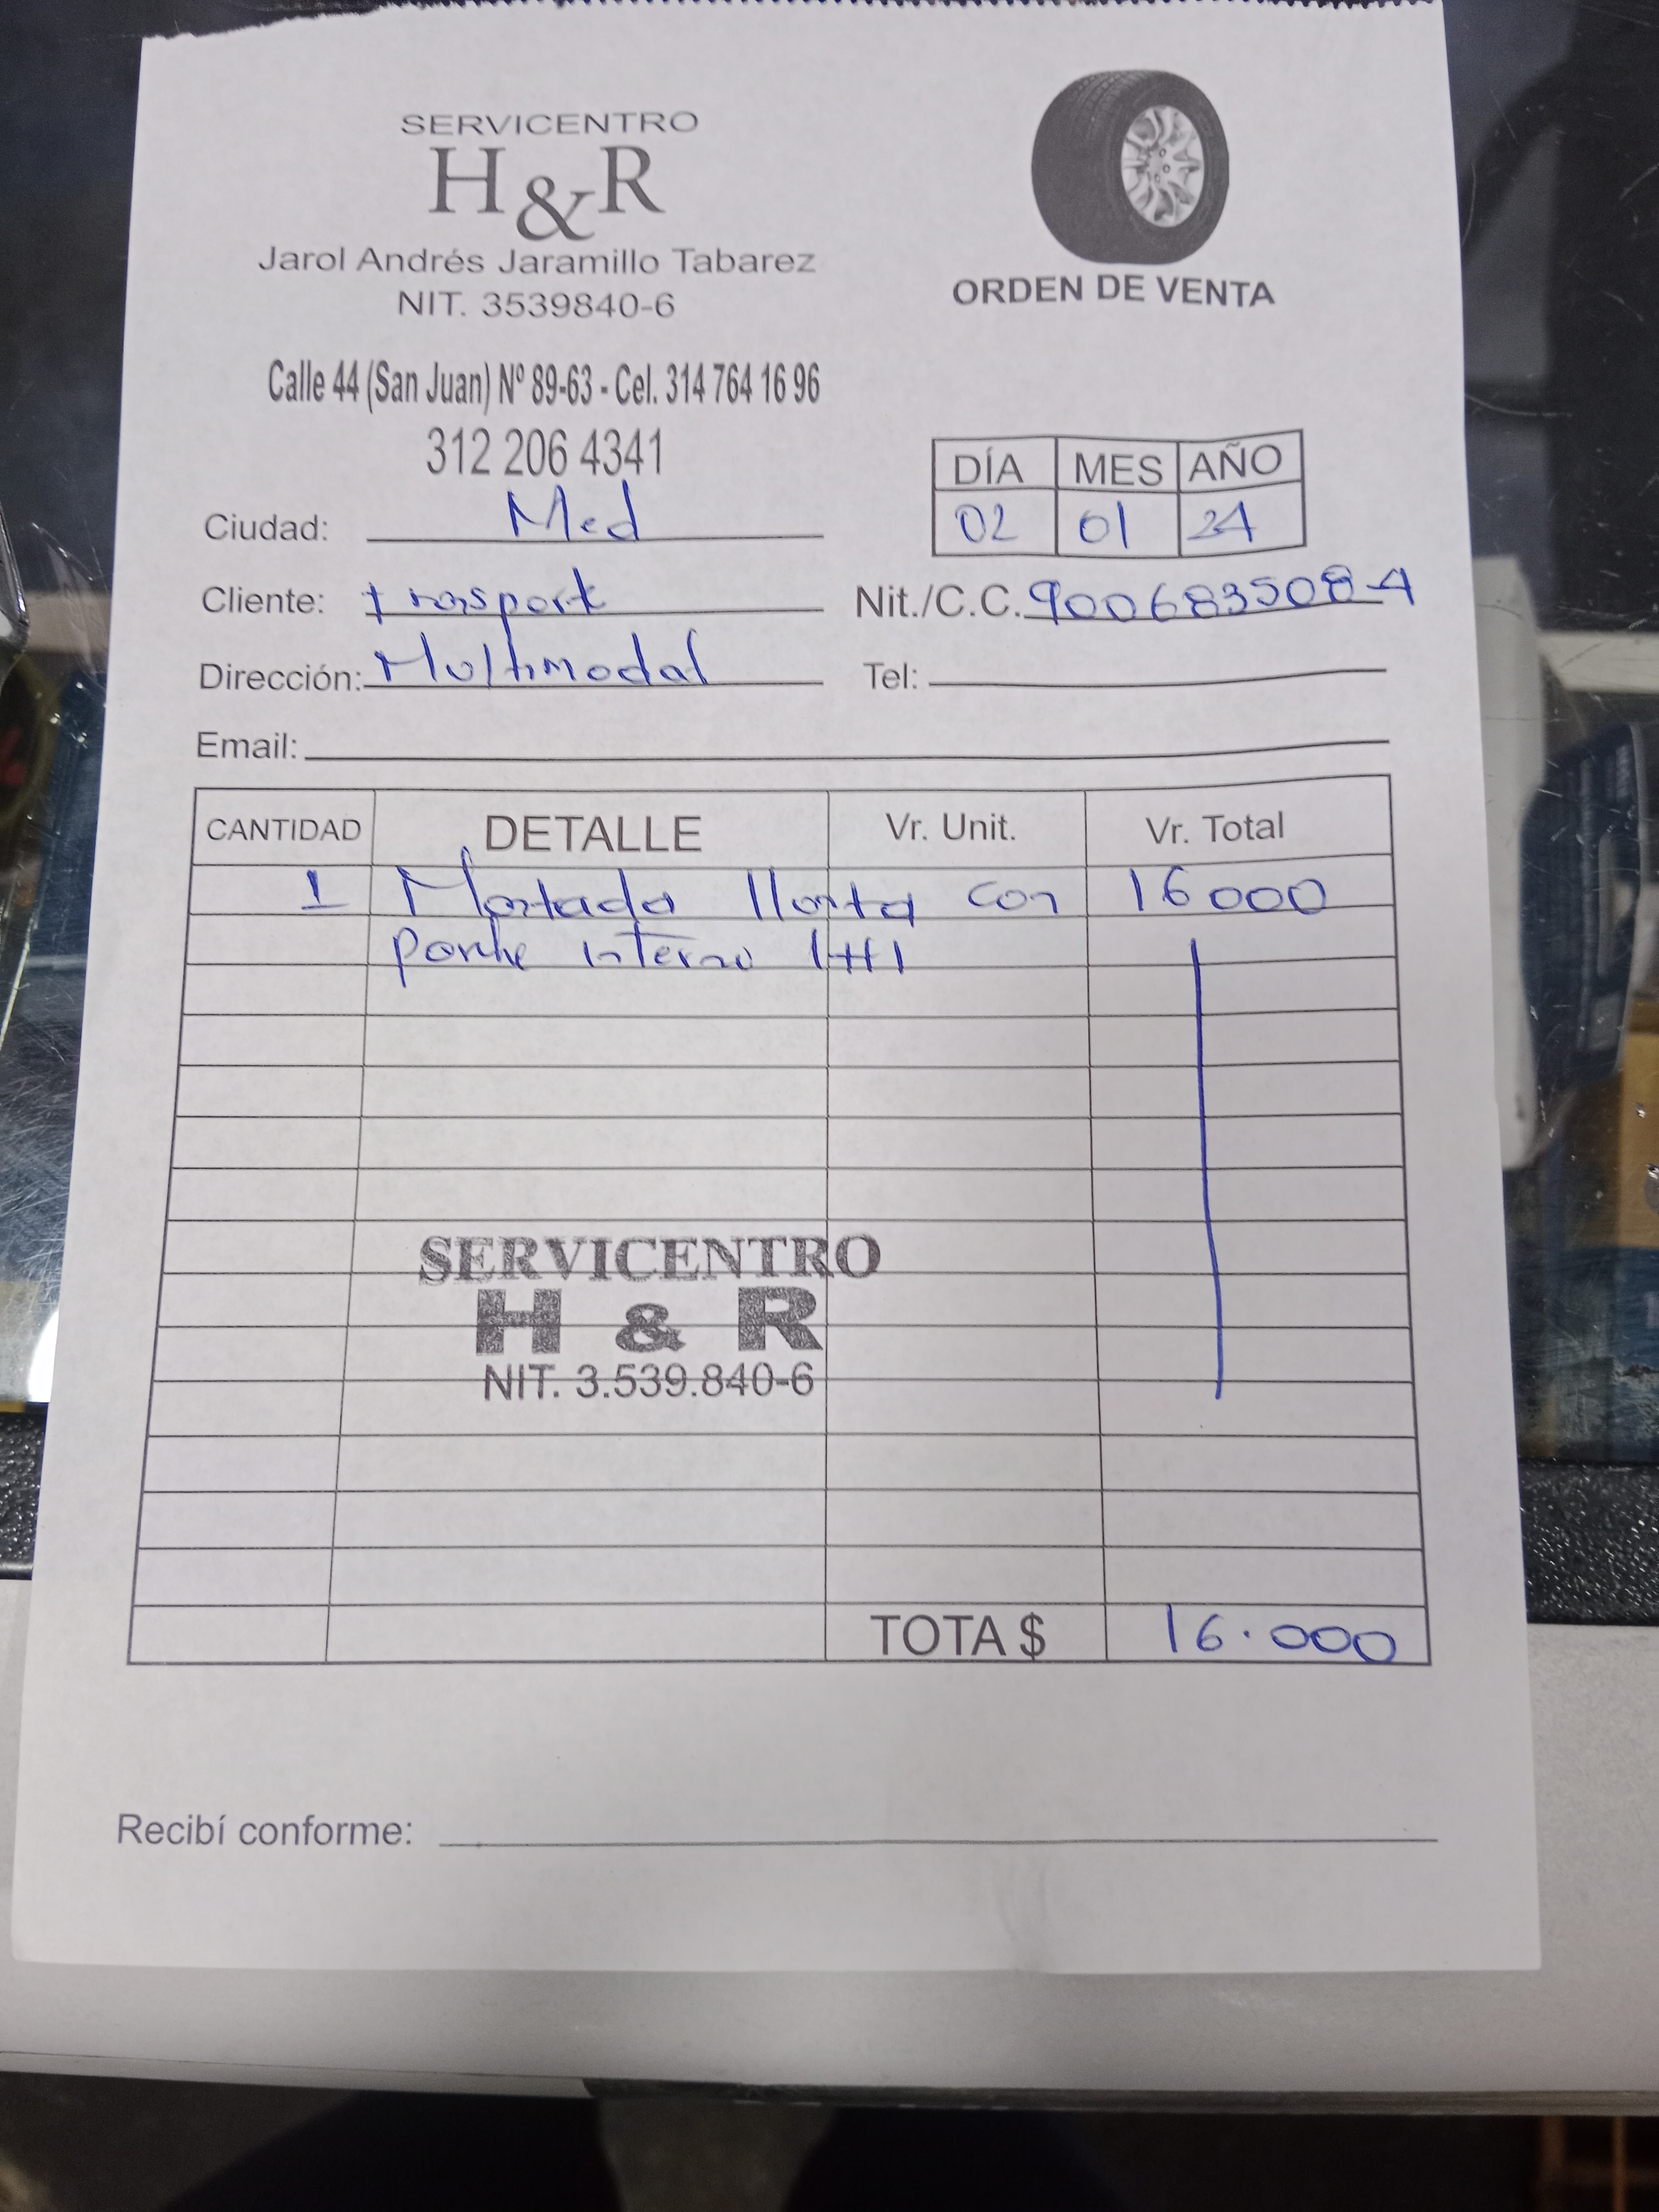 SERVICENTRO
H&R
Jarol Andrés Jaramillo Tabarez
NIT. 3539840-6
ORDEN DE VENTA
Calle 44 (San Juan) Nº 89-63 - Cel. 314 764 16 96
312 206 4341
DÍA MES AÑO
02 01 24
Ciudad: Med
Cliente: trasport Nit./C.C. 900683508-4
Dirección: Multimodal Tel:
Email:
CANTIDAD DETALLE Vr. Unit. Vr. Total
1 Montada llanta con 16000
ponhe interno
SERVICENTRO
H & R
NIT. 3.539.840-6
TOTA $ 16.000
Recibí conforme: